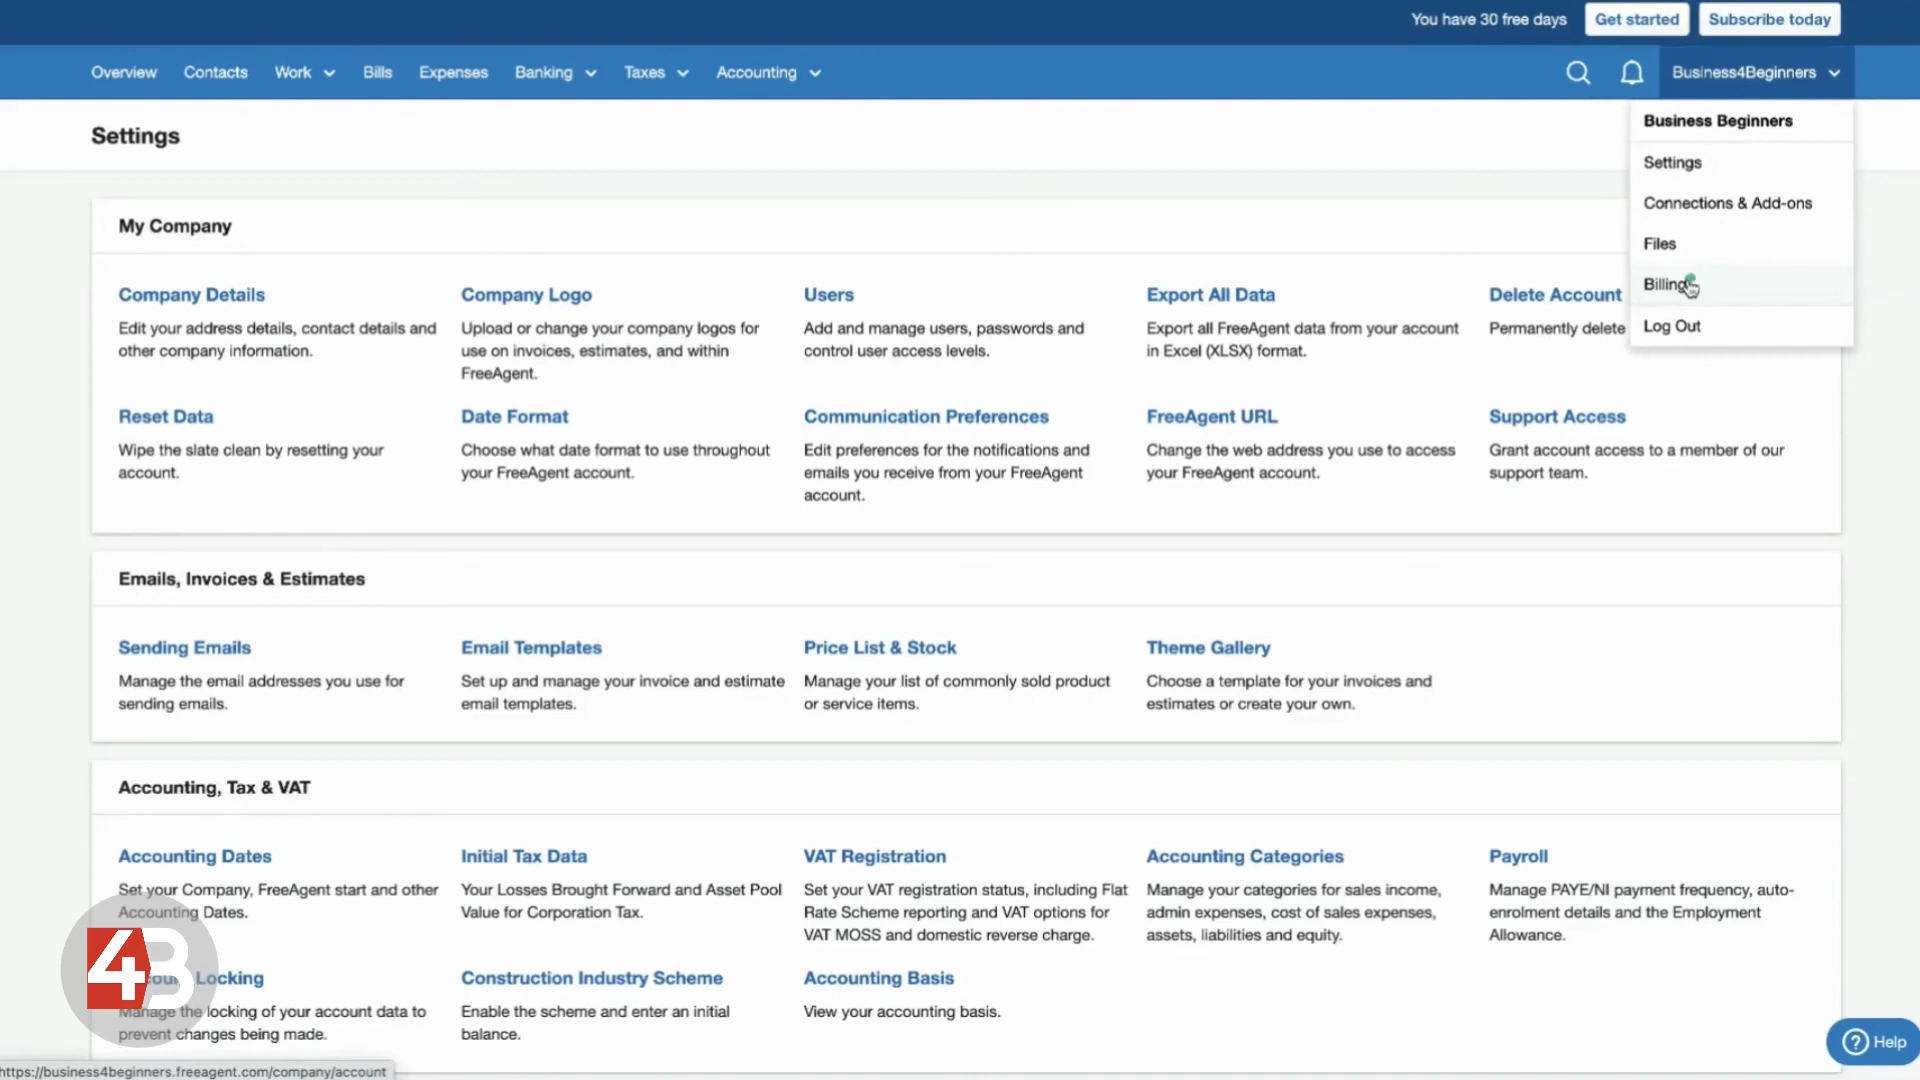 You have 30 free days
Get started
Subscribe today
Overview
Contacts
Work
Bills
Expenses
Banking
Taxes
Accounting
Business4Beginners
Business Beginners
Settings
Connections & Add-ons
Files
Billing
Log Out
Settings
My Company
Company Details
Edit your address details, contact details and
other company information.
Company Logo
Upload or change your company logos for
use on invoices, estimates, and within
FreeAgent.
Users
Add and manage users, passwords and
control user access levels.
Export All Data
Export all FreeAgent data from your account
in Excel (XLSX) format.
Delete Account
Permanently delete
Reset Data
Wipe the slate clean by resetting your
account.
Date Format
Choose what date format to use throughout
your FreeAgent account.
Communication Preferences
Edit preferences for the notifications and
emails you receive from your FreeAgent
account.
FreeAgent URL
Change the web address you use to access
your FreeAgent account.
Support Access
Grant account access to a member of our
support team.
Emails, Invoices & Estimates
Sending Emails
Manage the email addresses you use for
sending emails.
Email Templates
Set up and manage your invoice and estimate
email templates.
Price List & Stock
Manage your list of commonly sold product
or service items.
Theme Gallery
Choose a template for your invoices and
estimates or create your own.
Accounting, Tax & VAT
Accounting Dates
Set your Company, FreeAgent start and other
Accounting Dates.
Initial Tax Data
Your Losses Brought Forward and Asset Pool
Value for Corporation Tax.
VAT Registration
Set your VAT registration status, including Flat
Rate Scheme reporting and VAT options for
VAT MOSS and domestic reverse charge.
Accounting Categories
Manage your categories for sales income,
admin expenses, cost of sales expenses,
assets, liabilities and equity.
Payroll
Manage PAYE/NI payment frequency, auto-
enrolment details and the Employment
Allowance.
Locking
Manage the locking of your account data to
prevent changes being made.
Construction Industry Scheme
Enable the scheme and enter an initial
balance.
Accounting Basis
View your accounting basis.
4B
? Help
https://business4beginners.freeagent.com/company/account